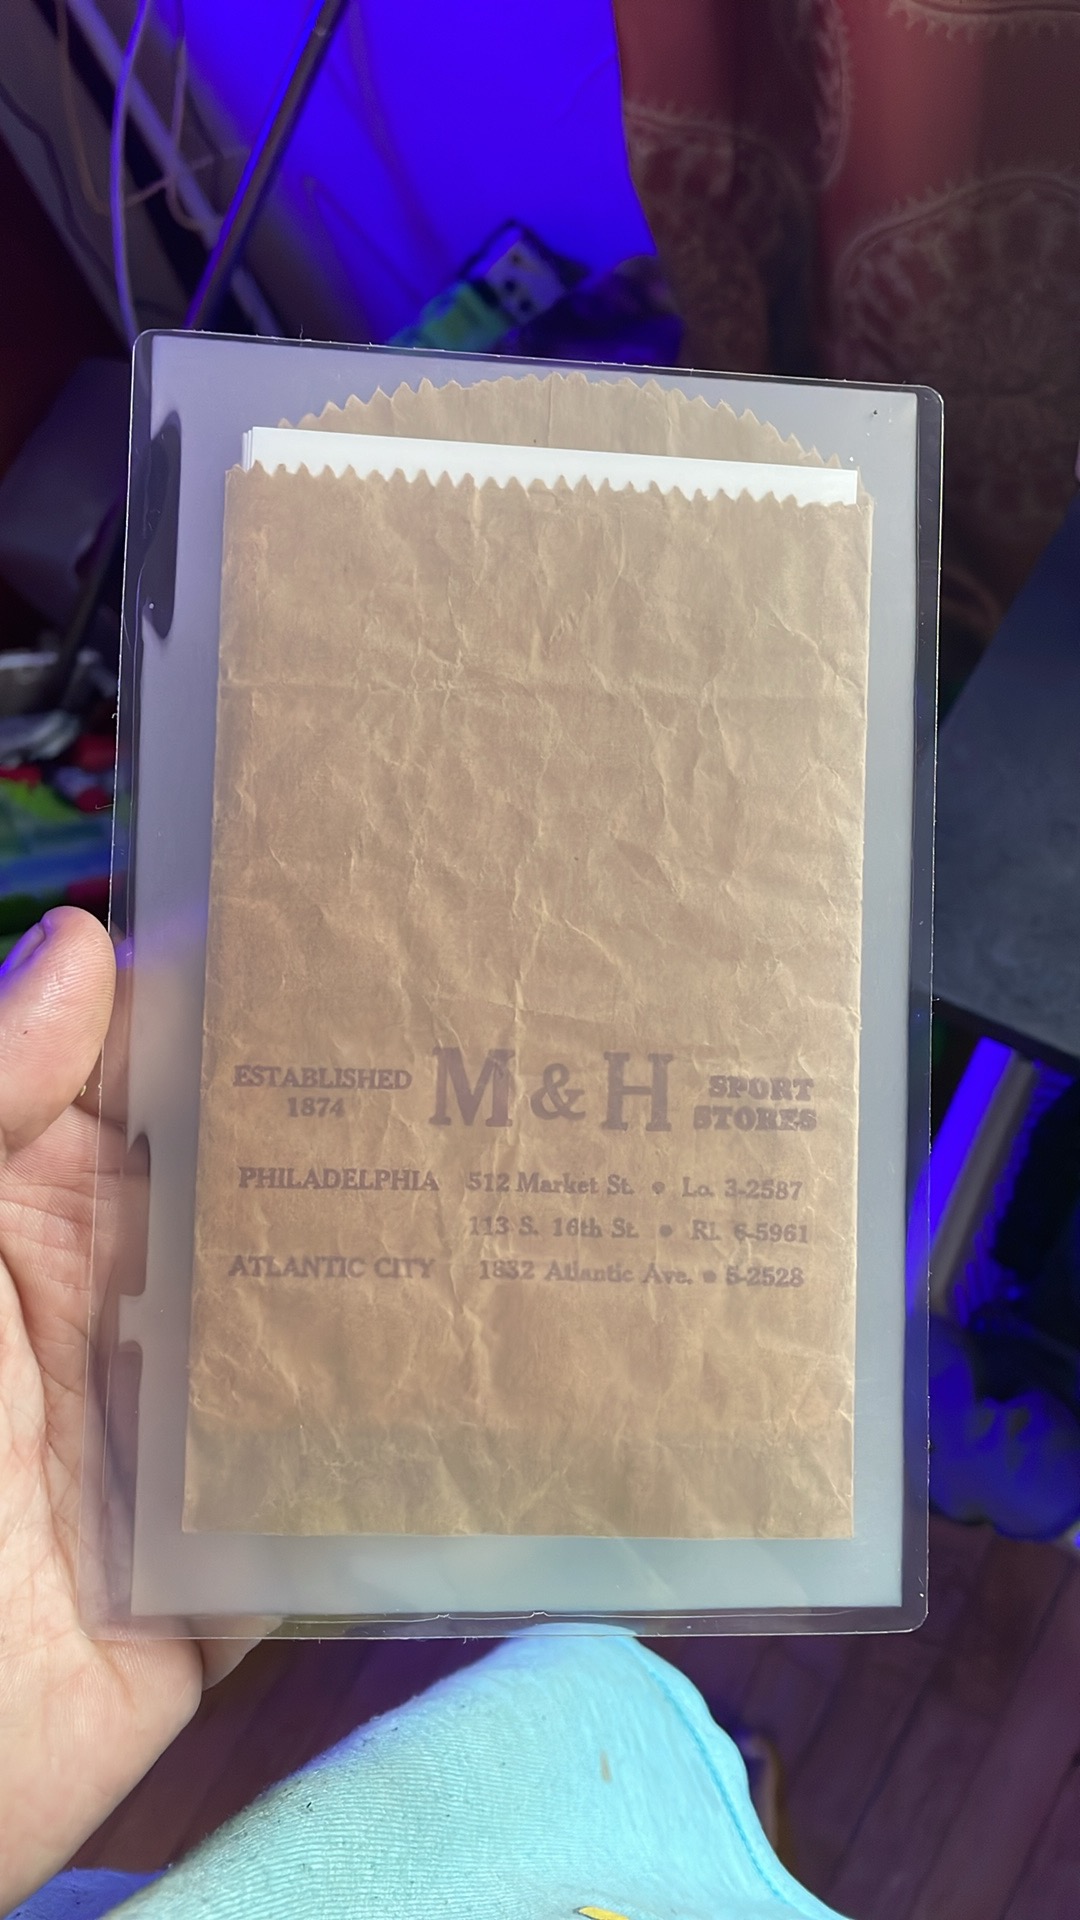 ESTABLISHED 1874 M & H SPORT STORES
PHILADELPHIA 512 Market St. • Lo. 3-2587
113 S. 16th St. • RI. 6-5961
ATLANTIC CITY 1832 Atlantic Ave. • 5-2528